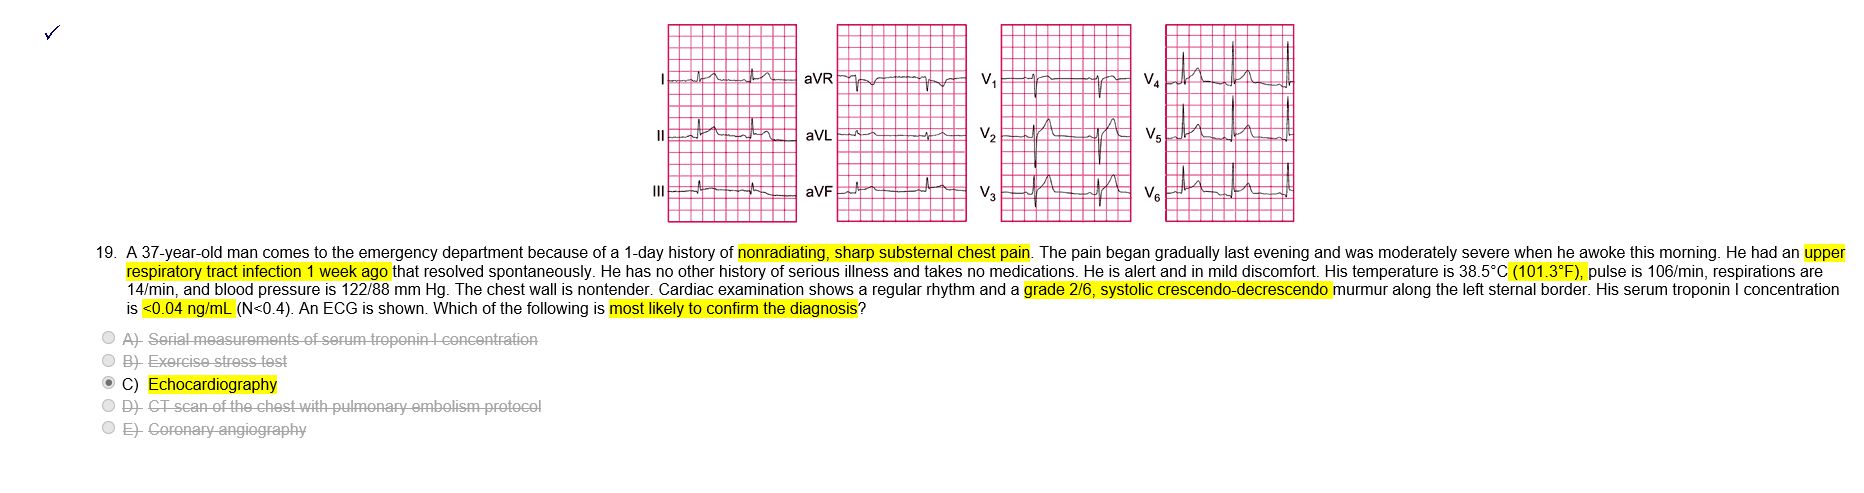 I aVR V1 V4
II aVL V2 V5
III aVF V3 V6
19. A 37-year-old man comes to the emergency department because of a 1-day history of nonradiating, sharp substernal chest pain. The pain began gradually last evening and was moderately severe when he awoke this morning. He had an upper
respiratory tract infection 1 week ago that resolved spontaneously. He has no other history of serious illness and takes no medications. He is alert and in mild discomfort. His temperature is 38.5°C (101.3°F), pulse is 106/min, respirations are
14/min, and blood pressure is 122/88 mm Hg. The chest wall is nontender. Cardiac examination shows a regular rhythm and a grade 2/6, systolic crescendo-decrescendo murmur along the left sternal border. His serum troponin I concentration
is <0.04 ng/mL (N<0.4). An ECG is shown. Which of the following is most likely to confirm the diagnosis?
A) Serial measurements of serum troponin I concentration
B) Exercise stress test
C) Echocardiography
D) CT scan of the chest with pulmonary embolism protocol
E) Coronary angiography